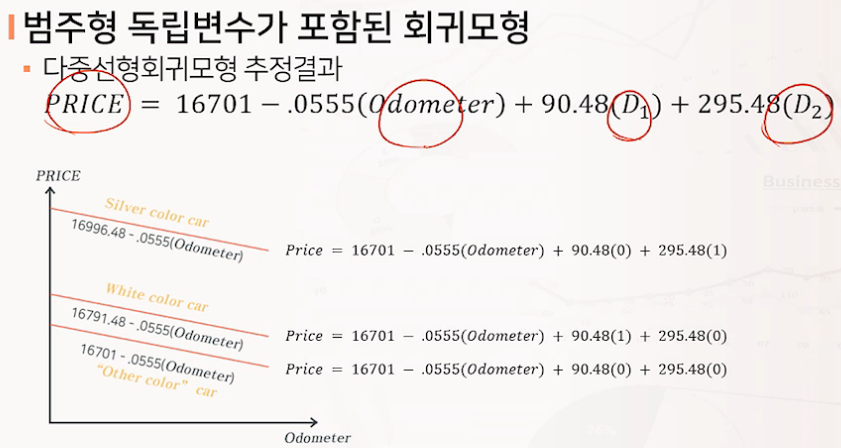 범주형 독립변수가 포함된 회귀모형
▪ 다중선형회귀모형 추정결과
PRICE = 16701 − .0555(Odometer) + 90.48(D₁) + 295.48(D₂)
PRICE
Business
Silver color car
16996.48 - .0555(Odometer)
Price = 16701 − .0555(Odometer) + 90.48(0) + 295.48(1)
White color car
16791.48 - .0555(Odometer)
Price = 16701 − .0555(Odometer) + 90.48(1) + 295.48(0)
16701 - .0555(Odometer)
Price = 16701 − .0555(Odometer) + 90.48(0) + 295.48(0)
"Other color" car
Odometer